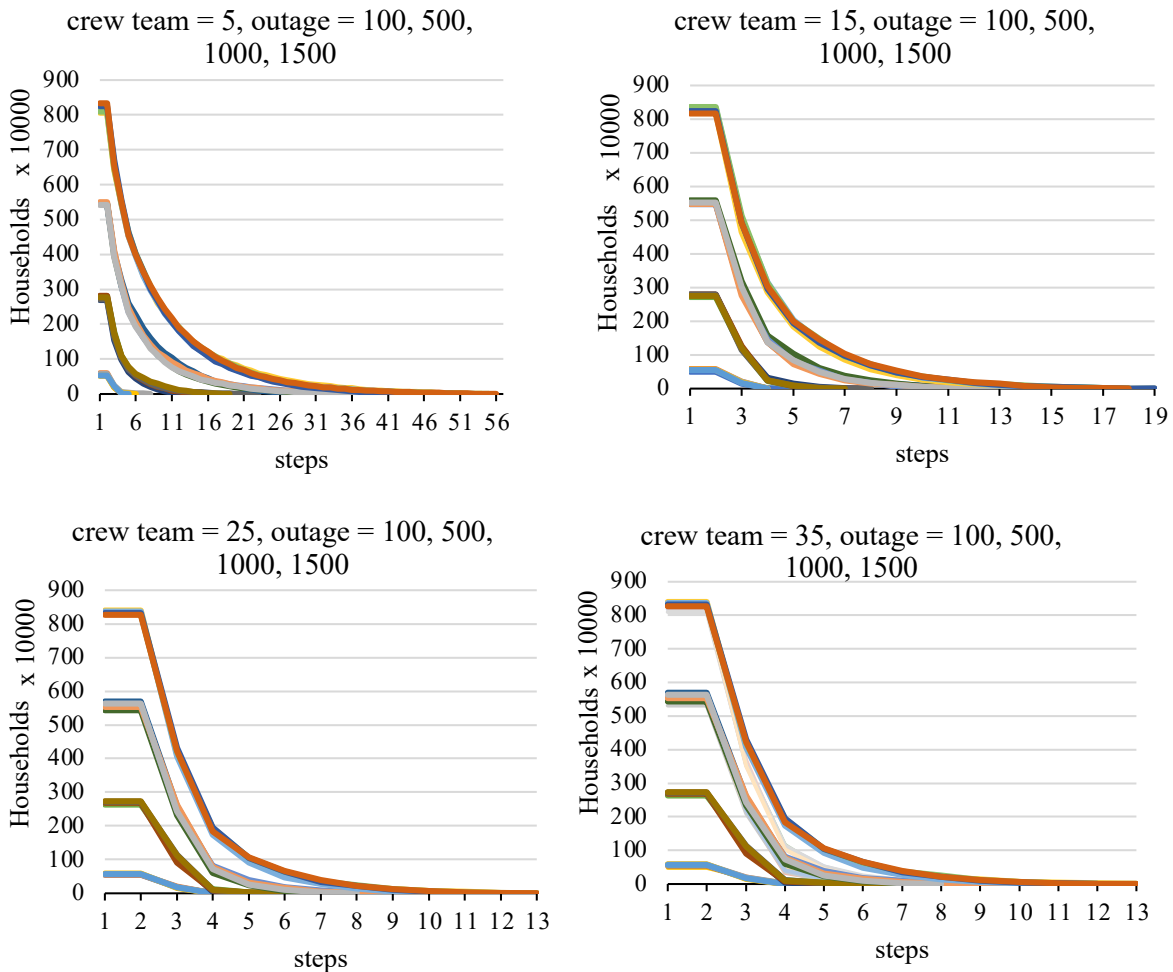 crew team = 5, outage = 100, 500,
1000, 1500
900
800
700
600
500
400
300
200
100
0
Households x 10000
1 6 11 16 21 26 31 36 41 46 51 56
steps
crew team = 15, outage = 100, 500,
1000, 1500
900
800
700
600
500
400
300
200
100
0
Households x 10000
1 3 5 7 9 11 13 15 17 19
steps
crew team = 25, outage = 100, 500,
1000, 1500
900
800
700
600
500
400
300
200
100
0
Households x 10000
1 2 3 4 5 6 7 8 9 10 11 12 13
steps
crew team = 35, outage = 100, 500,
1000, 1500
900
800
700
600
500
400
300
200
100
0
Households x 10000
1 2 3 4 5 6 7 8 9 10 11 12 13
steps